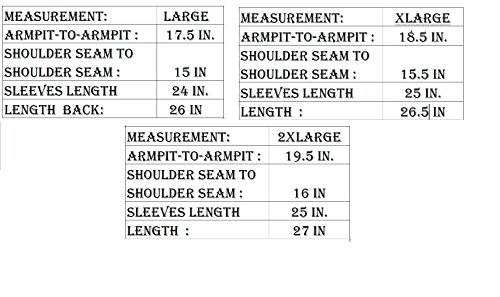 MEASUREMENT: LARGE
ARMPIT-TO-ARMPIT : 17.5 IN.
SHOULDER SEAM TO
SHOULDER SEAM : 15 IN
SLEEVES LENGTH 24 IN.
LENGTH BACK: 26 IN
MEASUREMENT: XLARGE
ARMPIT-TO-ARMPIT : 18.5 IN.
SHOULDER SEAM TO
SHOULDER SEAM : 15.5 IN
SLEEVES LENGTH 25 IN.
LENGTH : 26.5 IN
MEASUREMENT: 2XLARGE
ARMPIT-TO-ARMPIT : 19.5 IN.
SHOULDER SEAM TO
SHOULDER SEAM : 16 IN
SLEEVES LENGTH 25 IN.
LENGTH : 27 IN